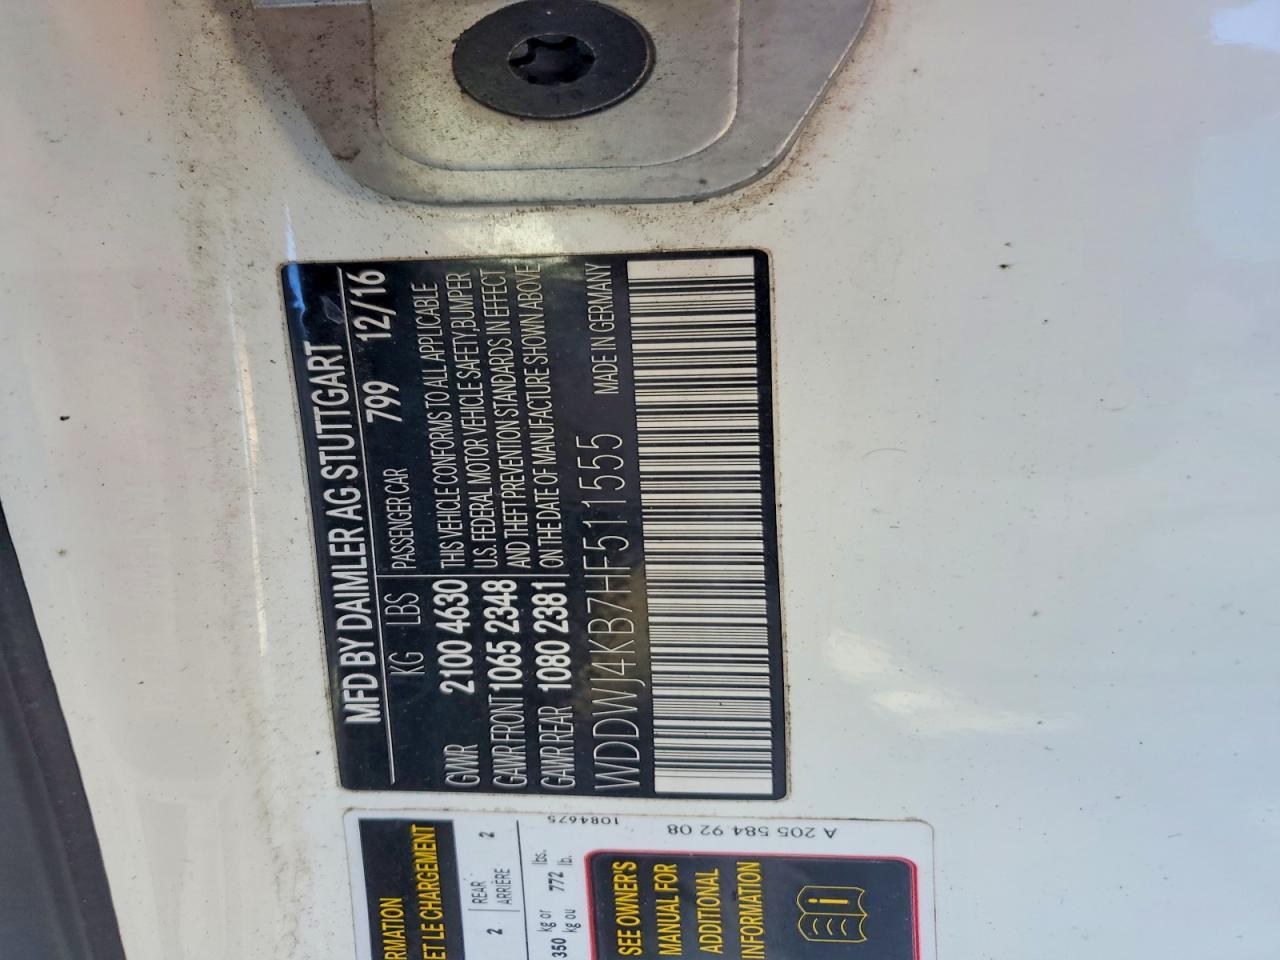 MFD BY DAIMLER AG STUTTGART
KG LBS PASSENGER CAR 799 12/16
GVWR 2100 4630 THIS VEHICLE CONFORMS TO ALL APPLICABLE
U.S. FEDERAL MOTOR VEHICLE SAFETY, BUMPER
GAWR FRONT 1065 2348 AND THEFT PREVENTION STANDARDS IN EFFECT
GAWR REAR 1080 2381 ON THE DATE OF MANUFACTURE SHOWN ABOVE
WDDWJ4KB7HF511555 MADE IN GERMANY
RMATION
ET LE CHARGEMENT
2 REAR 2
ARRIÈRE
350 kg or 772 lbs.
kg ou lb.
1084675
A 205 584 92 08
SEE OWNER'S
MANUAL FOR
ADDITIONAL
INFORMATION
i